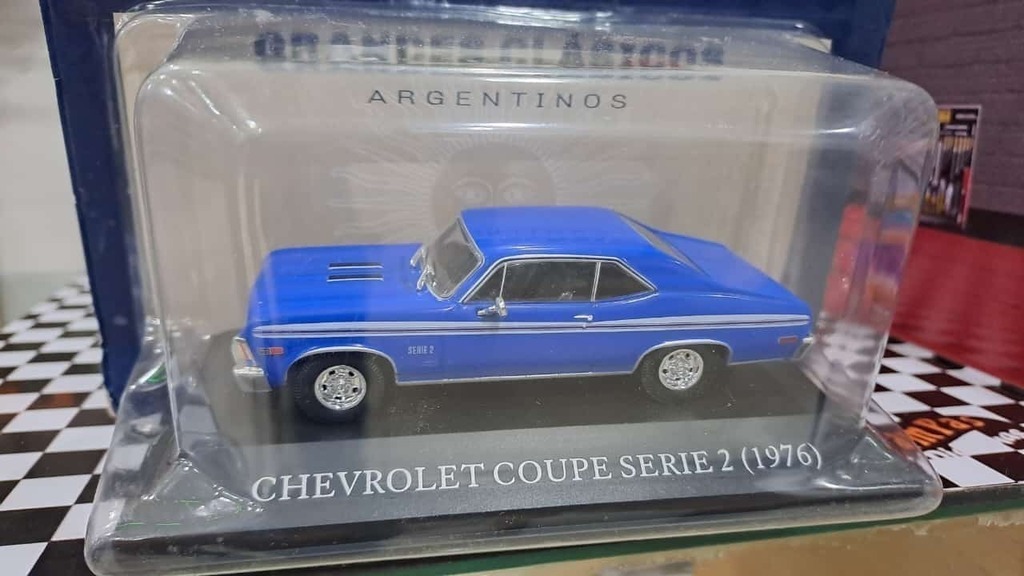 GRANDES CLÁSICOS
ARGENTINOS
SERIE 2
CHEVROLET COUPE SERIE 2 (1976)